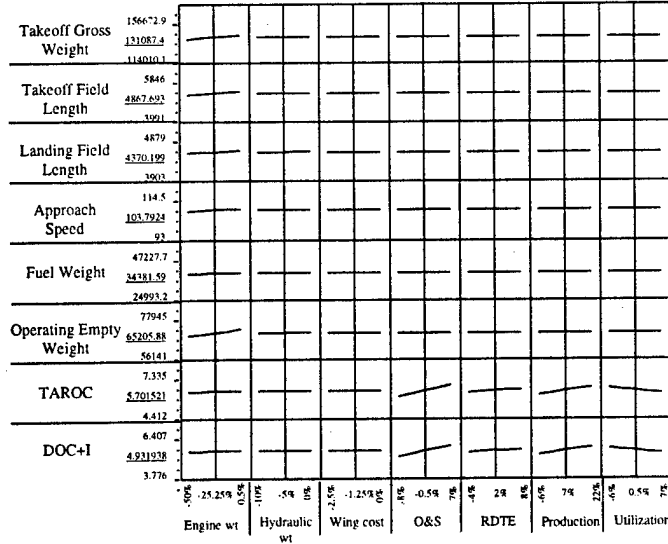 156672.9
Takeoff Gross
131087.4
Weight
114010.1
5846
Takeoff Field
4867.693
Length
3991
4879
Landing Field
4370.199
Length
3903
114.5
Approach
103.7924
Speed
93
47227.7
Fuel Weight
34381.59
24993.2
77945
Operating Empty
65205.88
Weight
56141
7.335
TAROC
5.701521
4.412
6.407
DOC+I
4.931938
3.776
-50% -25.25% 0.5% -10% -5% 0% -2.5% -1.25% 0% -8% -0.5% 7% -4% 2% 8% -6% 7% 22% -6% 0.5% 7%
Engine wt Hydraulic wt Wing cost O&S RDTE Production Utilization